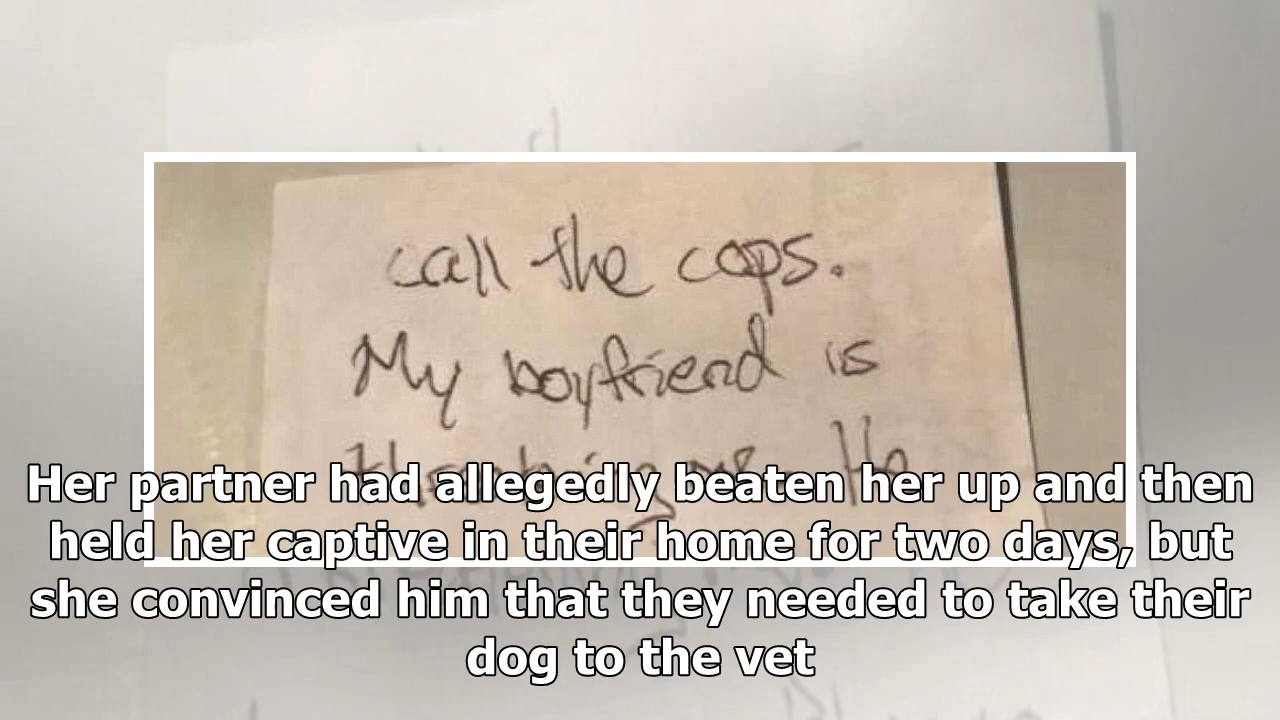 call the cops.
My boyfriend is
Her partner had allegedly beaten her up and then
held her captive in their home for two days, but
she convinced him that they needed to take their
dog to the vet